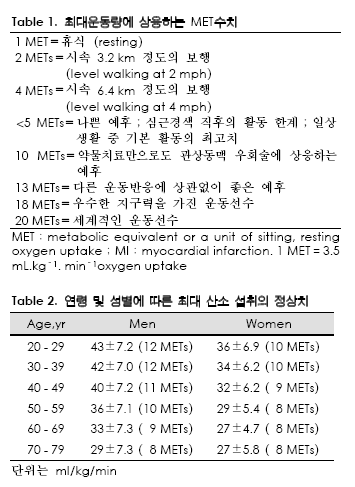 Table 1. 최대운동량에 상응하는 MET수치
1 MET=휴식 (resting)
2 METs=시속 3.2 km 정도의 보행
(level walking at 2 mph)
4 METs=시속 6.4 km 정도의 보행
(level walking at 4 mph)
<5 METs=나쁜 예후 ; 심근경색 직후의 활동 한계 ; 일상
생활 중 기본 활동의 최고치
10 METs=약물치료만으로도 관상동맥 우회술에 상응하는
예후
13 METs=다른 운동반응에 상관없이 좋은 예후
18 METs=우수한 지구력을 가진 운동선수
20 METs=세계적인 운동선수
MET : metabolic equivalent or a unit of sitting, resting
oxygen uptake ; MI : myocardial infarction. 1 MET = 3.5
mL.kg⁻¹. min⁻¹oxygen uptake
Table 2. 연령 및 성별에 따른 최대 산소 섭취의 정상치
Age,yr Men Women
20 - 29 43±7.2 (12 METs) 36±6.9 (10 METs)
30 - 39 42±7.0 (12 METs) 34±6.2 (10 METs)
40 - 49 40±7.2 (11 METs) 32±6.2 ( 9 METs)
50 - 59 36±7.1 (10 METs) 29±5.4 ( 8 METs)
60 - 69 33±7.3 ( 9 METs) 27±4.7 ( 8 METs)
70 - 79 29±7.3 ( 8 METs) 27±5.8 ( 8 METs)
단위는 ml/kg/min